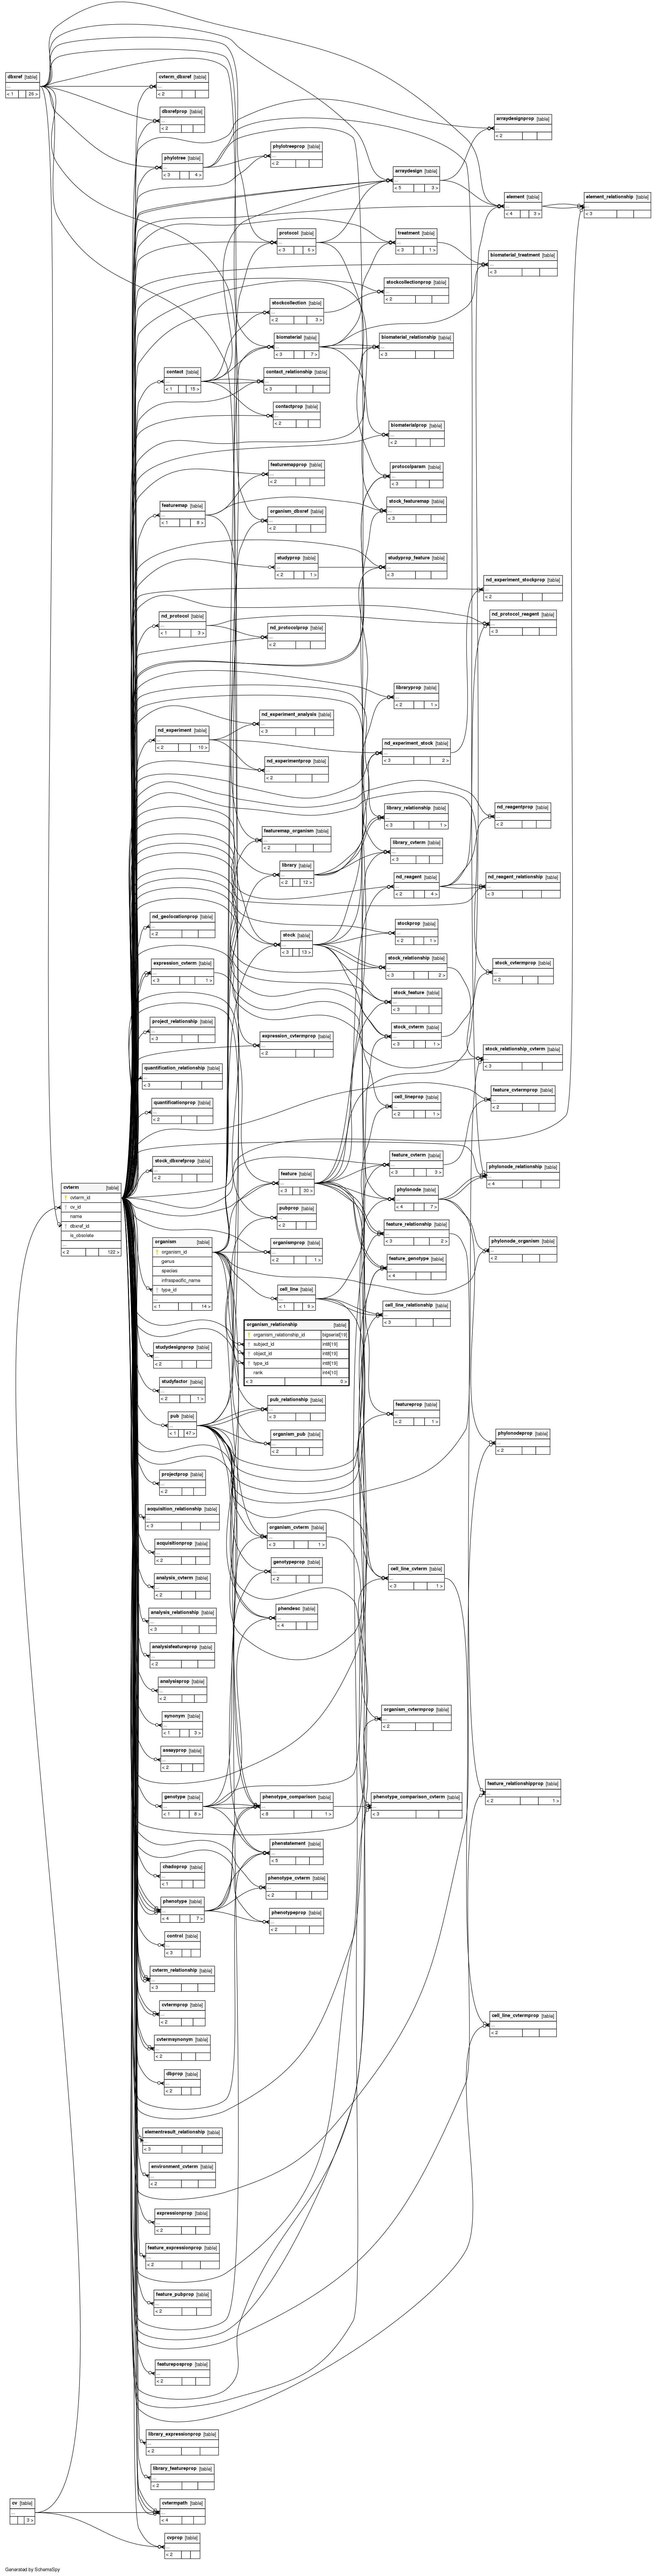 dbxref [table]
...
< 1 26 >
cvterm_dbxref [table]
...
< 2
dbxrefprop [table]
...
< 2
phylotree [table]
...
< 3 4 >
phylotreeprop [table]
...
< 2
arraydesign [table]
...
< 5 3 >
arraydesignprop [table]
...
< 2
element [table]
...
< 4 3 >
element_relationship [table]
...
< 3
protocol [table]
...
treatment [table]
...
< 3 1 >
biomaterial_treatment [table]
...
< 3
stockcollection [table]
...
< 2 3 >
stockcollectionprop [table]
...
< 2
biomaterial [table]
...
< 3 7 >
biomaterial_relationship [table]
...
< 3
contact [table]
...
< 1 15 >
contact_relationship [table]
...
< 3
contactprop [table]
...
< 2
biomaterialprop [table]
...
< 2
featuremapprop [table]
...
< 2
protocolparam [table]
...
< 3
featuremap [table]
...
organism_dbxref [table]
...
< 2
stock_featuremap [table]
...
< 3
studyprop [table]
...
< 2 1 >
studyprop_feature [table]
...
< 3
nd_experiment_stockprop [table]
...
< 2
nd_protocol [table]
...
< 1 3 >
nd_protocolprop [table]
...
< 2
nd_protocol_reagent [table]
...
< 3
libraryprop [table]
...
< 2 1 >
nd_experiment_analysis [table]
...
< 3
nd_experiment [table]
...
< 2 10 >
nd_experiment_stock [table]
...
< 3 2 >
nd_experimentprop [table]
...
< 2
library_relationship [table]
...
< 3 1 >
nd_reagentprop [table]
...
< 2
featuremap_organism [table]
...
< 2
library_cvterm [table]
...
< 3
library [table]
...
< 2 12 >
nd_reagent [table]
...
< 2 4 >
nd_reagent_relationship [table]
...
< 3
nd_geolocationprop [table]
...
< 2
stockprop [table]
...
< 2 1 >
stock [table]
...
< 3 13 >
expression_cvterm [table]
...
< 3 1 >
stock_relationship [table]
...
< 3 2 >
stock_cvtermprop [table]
...
< 2
stock_feature [table]
...
< 3
project_relationship [table]
...
< 3
expression_cvtermprop [table]
...
< 2
stock_cvterm [table]
...
< 3 1 >
stock_relationship_cvterm [table]
...
< 3
quantification_relationship [table]
...
< 3
quantificationprop [table]
...
< 2
cell_lineprop [table]
...
< 2 1 >
feature_cvtermprop [table]
...
< 2
stock_dbxrefprop [table]
...
< 2
feature_cvterm [table]
...
< 3 3 >
feature [table]
...
< 3 30 >
phylonode_relationship [table]
...
< 4
cvterm [table]
cvterm_id
cv_id
name
dbxref_id
is_obsolete
...
< 2 122 >
phylonode [table]
...
< 4 7 >
pubprop [table]
...
< 2
feature_relationship [table]
...
< 3 2 >
organism [table]
organism_id
genus
species
infraspecific_name
type_id
...
< 1 14 >
organismprop [table]
...
< 2 1 >
phylonode_organism [table]
...
< 2
feature_genotype [table]
...
< 4
cell_line [table]
...
< 1 9 >
cell_line_relationship [table]
...
< 3
organism_relationship [table]
organism_relationship_id bigserial[19]
subject_id int8[19]
object_id int8[19]
type_id int8[19]
rank int4[10]
< 3 0 >
studydesignprop [table]
...
< 2
studyfactor [table]
...
< 2 1 >
pub_relationship [table]
...
< 3
featureprop [table]
...
< 2 1 >
pub [table]
...
< 1 47 >
organism_pub [table]
...
< 2
phylonodeprop [table]
...
< 2
projectprop [table]
...
< 2
acquisition_relationship [table]
...
< 3
organism_cvterm [table]
...
< 3 1 >
acquisitionprop [table]
...
< 2
genotypeprop [table]
...
< 2
cell_line_cvterm [table]
...
< 3 1 >
analysis_cvterm [table]
...
< 2
analysis_relationship [table]
...
< 3
phendesc [table]
...
< 4
analysisfeatureprop [table]
...
< 2
analysisprop [table]
...
< 2
synonym [table]
...
< 1 3 >
organism_cvtermprop [table]
...
< 2
assayprop [table]
...
< 2
feature_relationshipprop [table]
...
< 2 1 >
genotype [table]
...
phenotype_comparison [table]
...
phenotype_comparison_cvterm [table]
...
< 3
phenstatement [table]
...
< 5
chadoprop [table]
...
< 1
phenotype_cvterm [table]
...
< 2
phenotype [table]
...
< 4 7 >
phenotypeprop [table]
...
< 2
control [table]
...
< 3
cvterm_relationship [table]
...
< 3
cvtermprop [table]
...
< 2
cell_line_cvtermprop [table]
...
< 2
cvtermsynonym [table]
...
< 2
dbprop [table]
...
< 2
elementresult_relationship [table]
...
< 3
environment_cvterm [table]
...
< 2
expressionprop [table]
...
< 2
feature_expressionprop [table]
...
< 2
feature_pubprop [table]
...
< 2
featureposprop [table]
...
< 2
library_expressionprop [table]
...
< 2
library_featureprop [table]
...
< 2
cv [table]
...
3 >
cvtermpath [table]
...
< 4
cvprop [table]
...
< 2
Generated by SchemaSpy